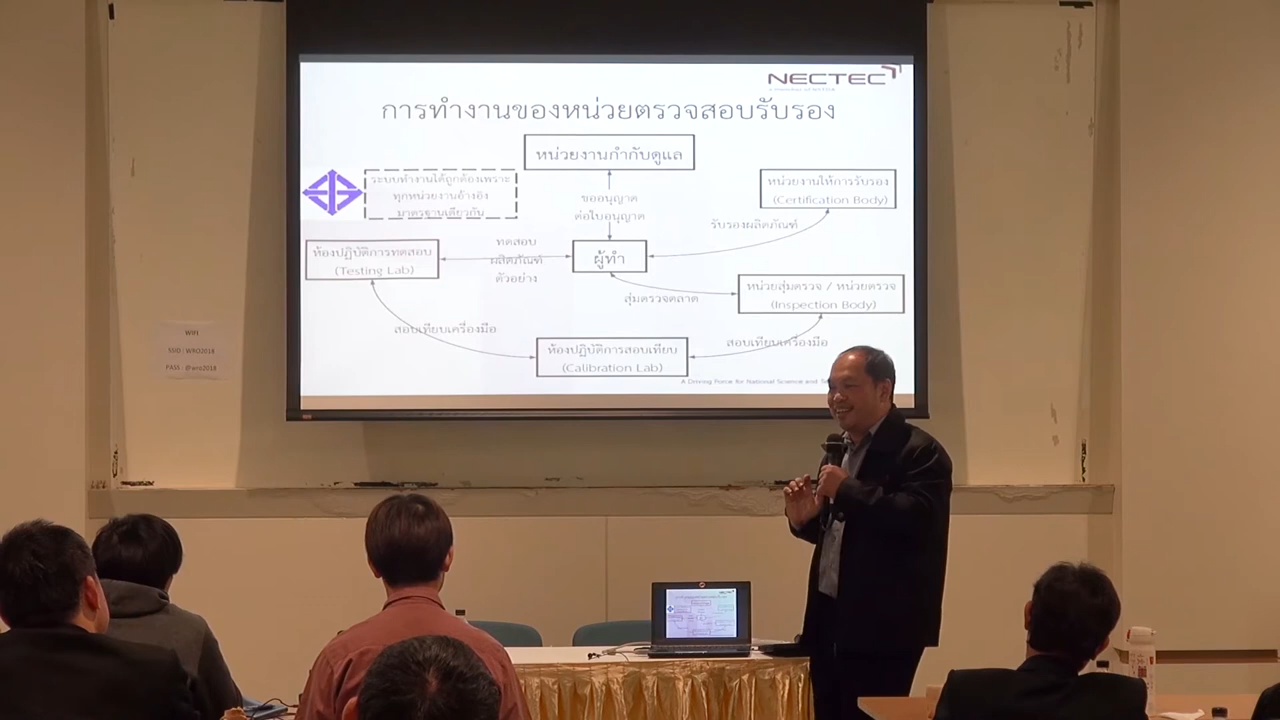 NECTEC
a member of NSTDA
การทำงานของหน่วยตรวจสอบรับรอง
หน่วยงานกำกับดูแล
ระบบทำงานได้ถูกต้องเพราะ
ทุกหน่วยงานอ้างอิง
มาตรฐานเดียวกัน
หน่วยงานให้การรับรอง
(Certification Body)
ขออนุญาต
ต่อใบอนุญาต
รับรองผลิตภัณฑ์
ห้องปฏิบัติการทดสอบ
(Testing Lab)
ทดสอบ
ผลิตภัณฑ์
ตัวอย่าง
ผู้ทำ
สุ่มตรวจตลาด
หน่วยสุ่มตรวจ / หน่วยตรวจ
(Inspection Body)
สอบเทียบเครื่องมือ
ห้องปฏิบัติการสอบเทียบ
(Calibration Lab)
สอบเทียบเครื่องมือ
A Driving Force for National Science and
WIFI
SSID : WRO2018
PASS : @wro2018
NECTEC